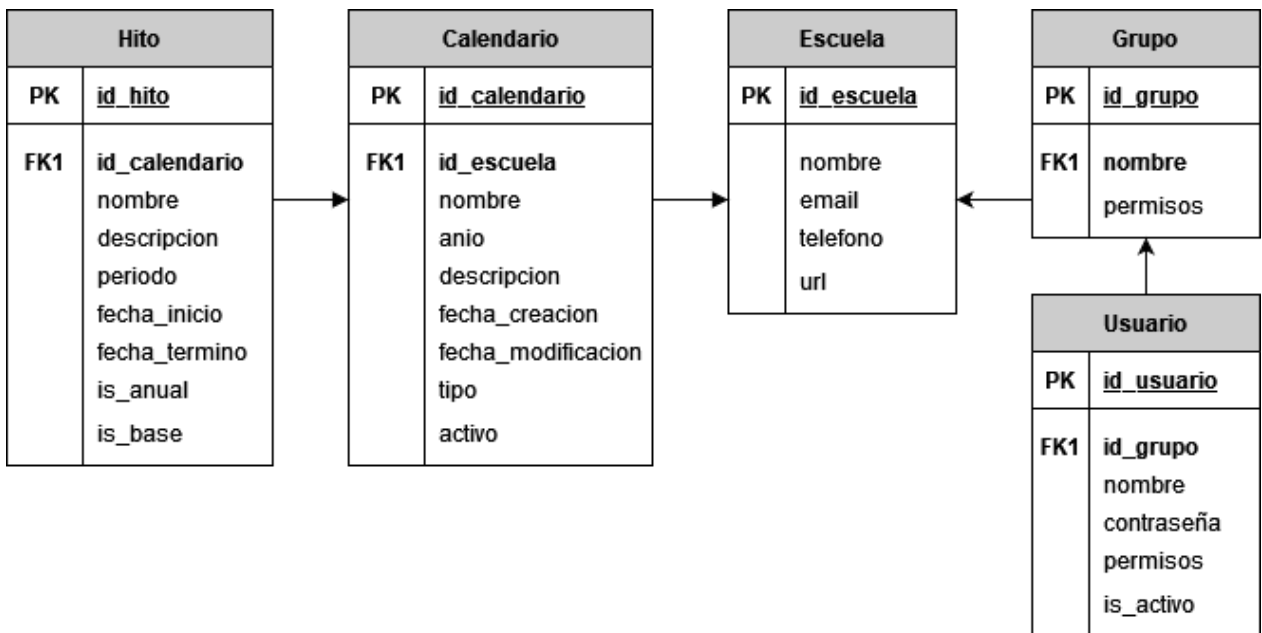 Hito
PK id_hito
FK1 id_calendario
nombre
descripcion
periodo
fecha_inicio
fecha_termino
is_anual
is_base
Calendario
PK id_calendario
FK1 id_escuela
nombre
anio
descripcion
fecha_creacion
fecha_modificacion
tipo
activo
Escuela
PK id_escuela
nombre
email
telefono
url
Grupo
PK id_grupo
FK1 nombre
permisos
Usuario
PK id_usuario
FK1 id_grupo
nombre
contraseña
permisos
is_activo